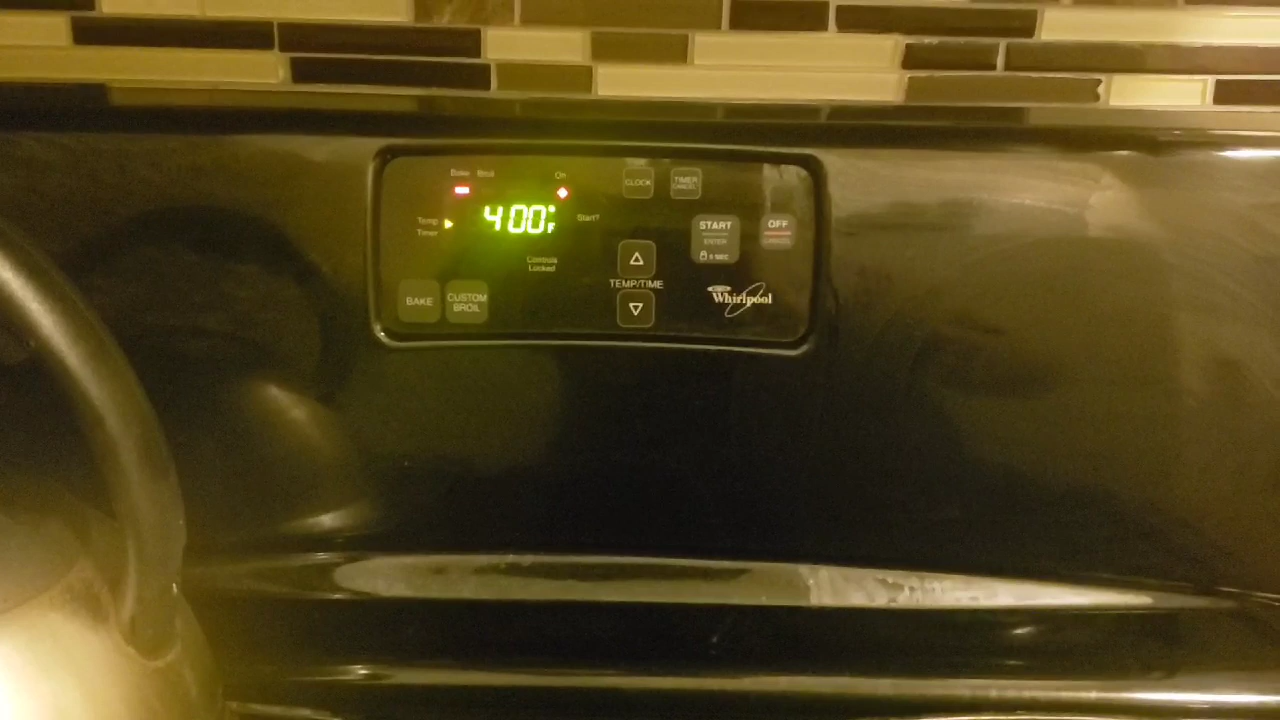 Bake Broil On
CLOCK
TIMER
CANCEL
Temp
Timer
400°F
Start?
START
ENTER
5 SEC
OFF
CANCEL
Controls
Locked
TEMP/TIME
BAKE
CUSTOM
BROIL
Whirlpool